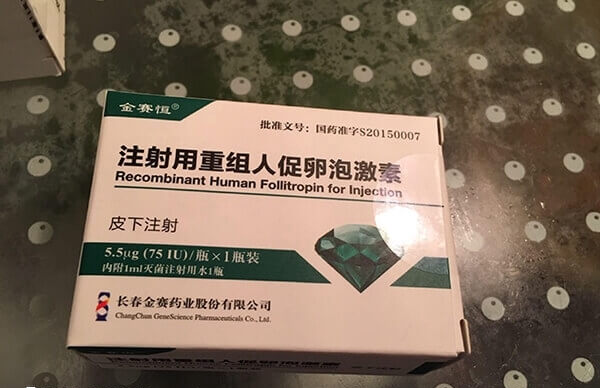 金赛恒®
批准文号：国药准字S20150007
注射用重组人促卵泡激素
Recombinant Human Follitropin for Injection
皮下注射
5.5μg (75 IU)/瓶×1瓶装
内附1ml灭菌注射用水1瓶
长春金赛药业股份有限公司
ChangChun GeneScience Pharmaceuticals Co., Ltd.